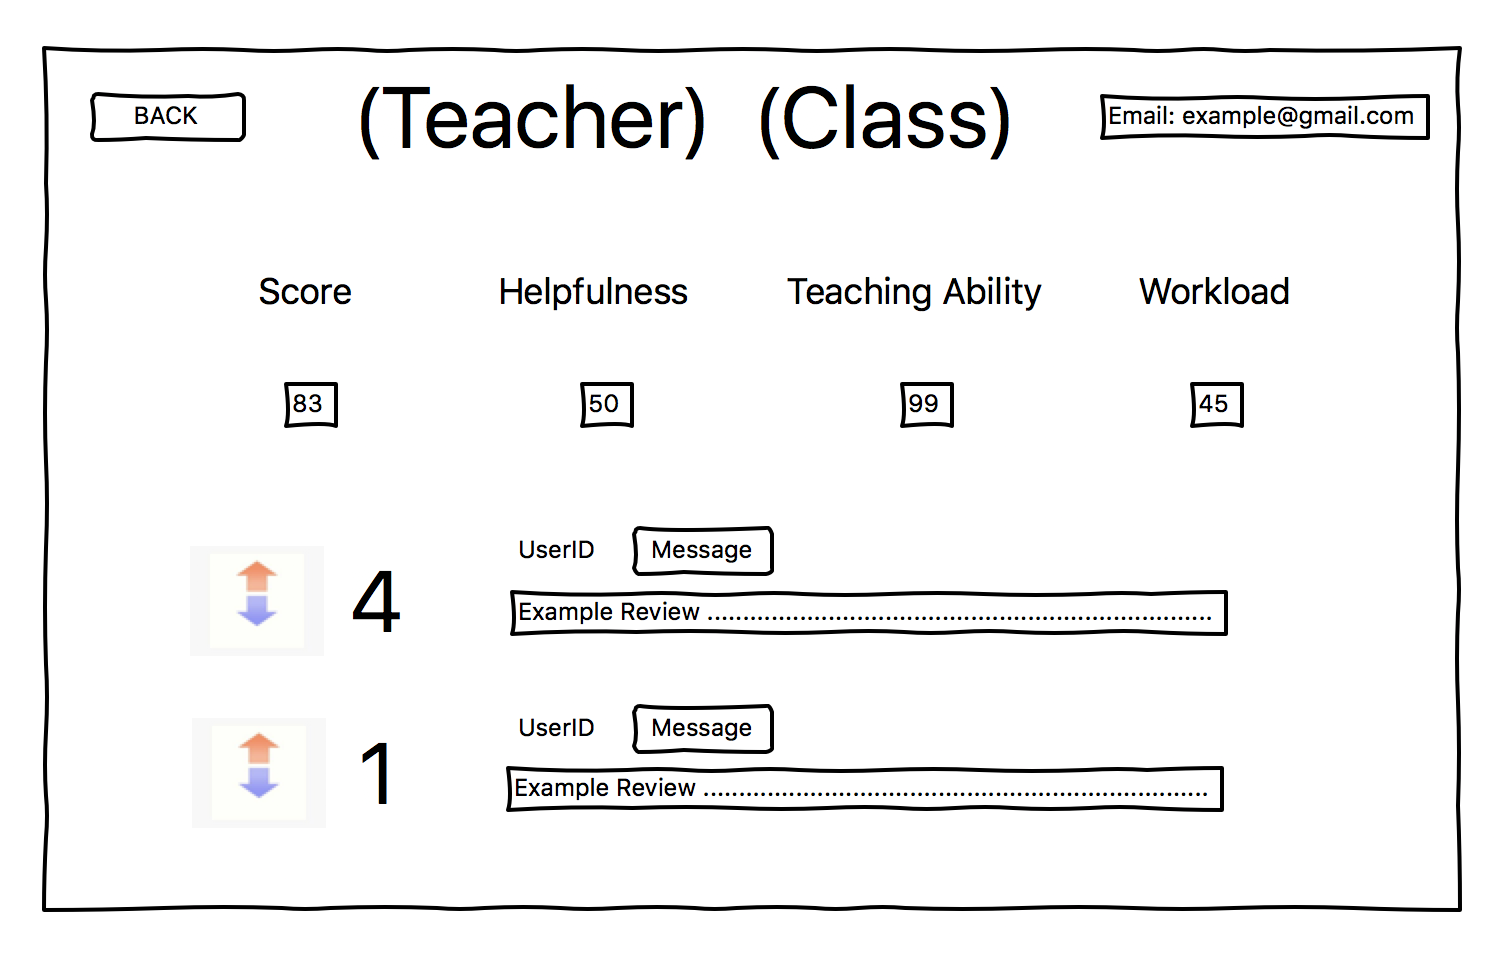 BACK (Teacher) (Class) Email: example@gmail.com
Score Helpfulness Teaching Ability Workload
83 50 99 45
UserID Message
4 Example Review ......................................................................
UserID Message
1 Example Review ......................................................................